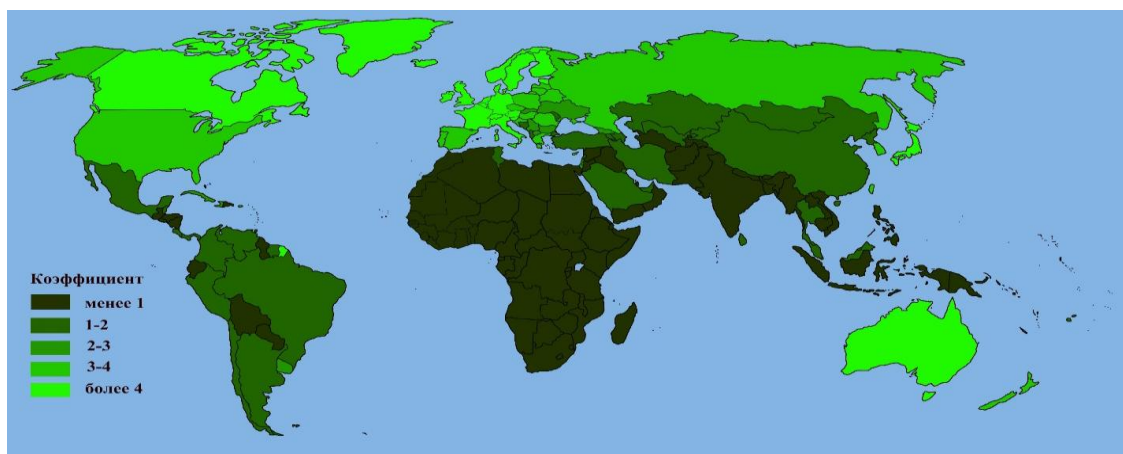 Коэффициент
менее 1
1-2
2-3
3-4
более 4